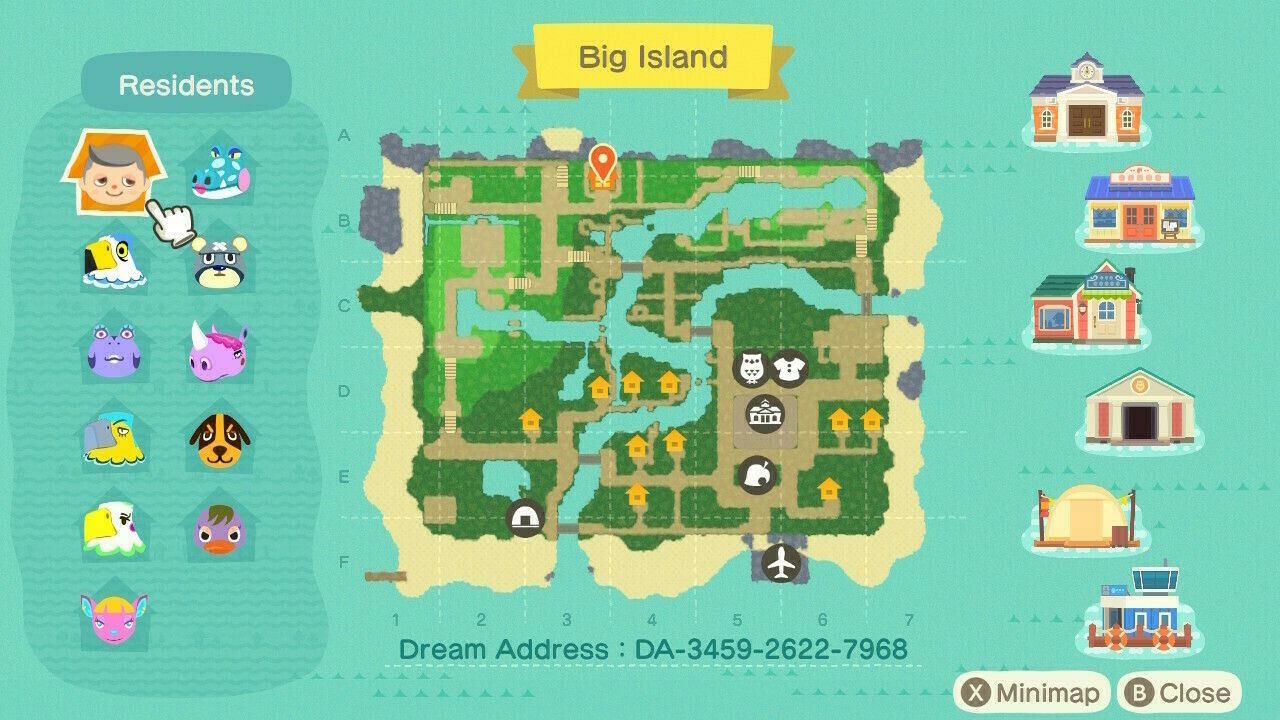 Big Island
Residents
A
B
C
D
E
F
1 2 3 4 5 6 7
Dream Address : DA-3459-2622-7968
X Minimap B Close